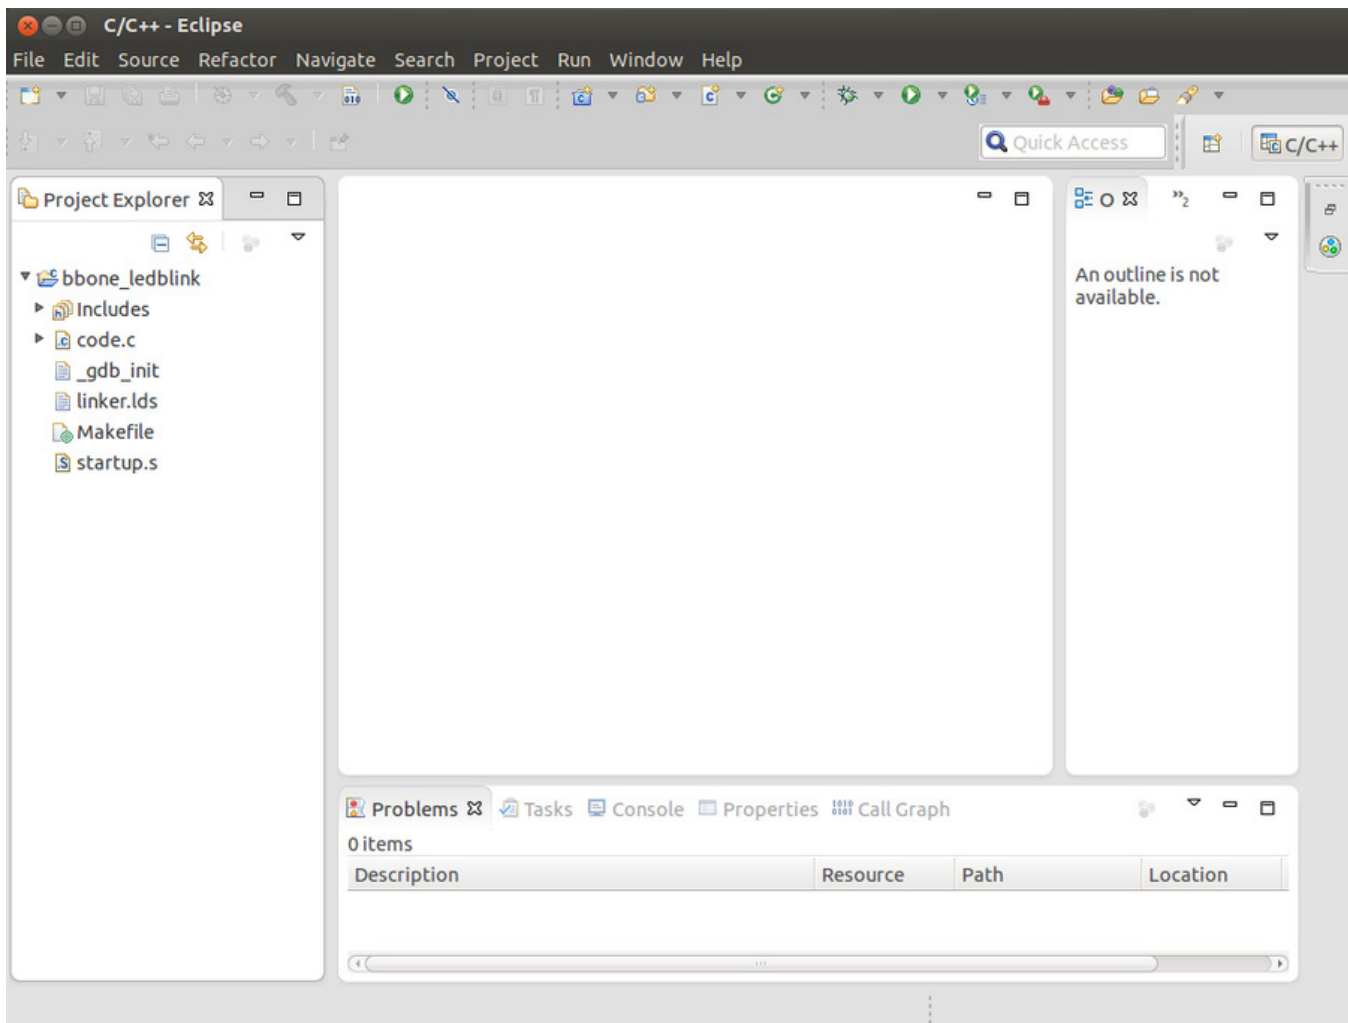 C/C++ - Eclipse
File Edit Source Refactor Navigate Search Project Run Window Help
Quick Access
C/C++
Project Explorer
bbone_ledblink
Includes
code.c
_gdb_init
linker.lds
Makefile
startup.s
O
»2
An outline is not
available.
Problems Tasks Console Properties Call Graph
0 items
Description Resource Path Location